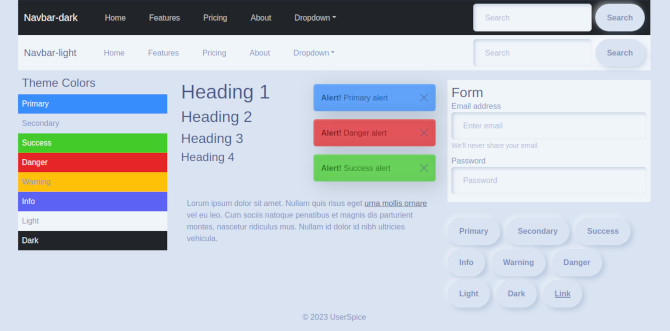 Navbar-dark Home Features Pricing About Dropdown Search Search
Navbar-light Home Features Pricing About Dropdown Search Search
Theme Colors
Primary
Secondary
Success
Danger
Warning
Info
Light
Dark
Heading 1
Heading 2
Heading 3
Heading 4
Alert! Primary alert
Alert! Danger alert
Alert! Success alert
Lorum ipsum dolor sit amet. Nullam quis risus eget urna mollis ornare
vel eu leo. Cum sociis natoque penatibus et magnis dis parturient
montes, nascetur ridiculus mus. Nullam id dolor id nibh ultricies
vehicula.
Form
Email address
Enter email
We'll never share your email
Password
Password
Primary Secondary Success
Info Warning Danger
Light Dark Link
© 2023 UserSpice